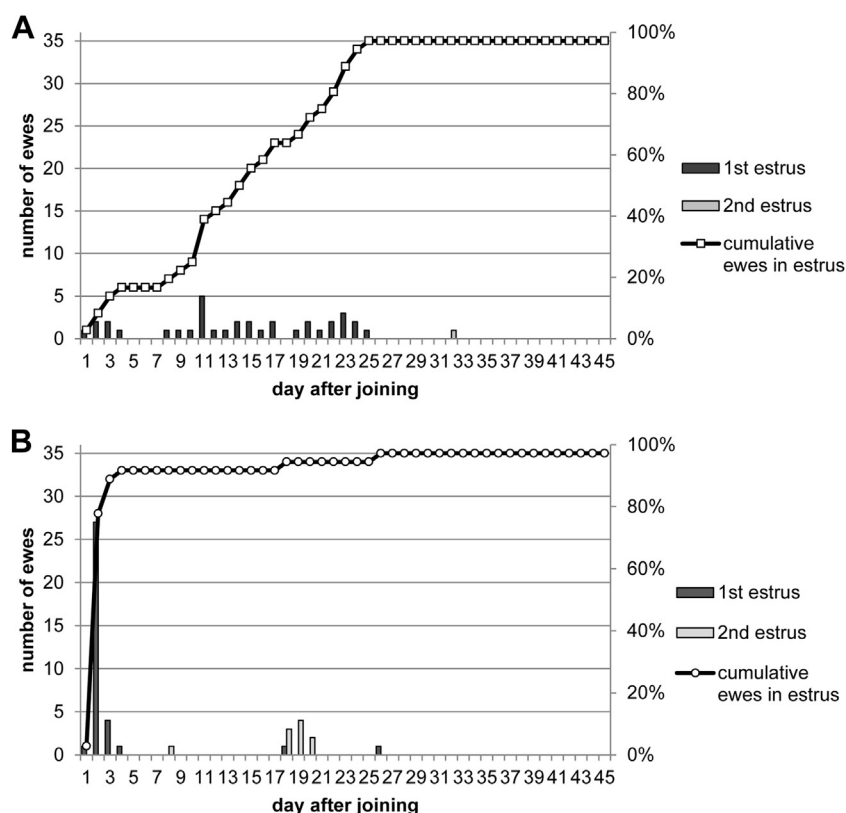 A
35
30
25
20
15
10
5
0
number of ewes
100%
80%
60%
40%
20%
0%
1 3 5 7 9 11 13 15 17 19 21 23 25 27 29 31 33 35 37 39 41 43 45
day after joining
1st estrus
2nd estrus
cumulative
ewes in estrus
B
35
30
25
20
15
10
5
0
number of ewes
100%
80%
60%
40%
20%
0%
1 3 5 7 9 11 13 15 17 19 21 23 25 27 29 31 33 35 37 39 41 43 45
day after joining
1st estrus
2nd estrus
cumulative
ewes in estrus